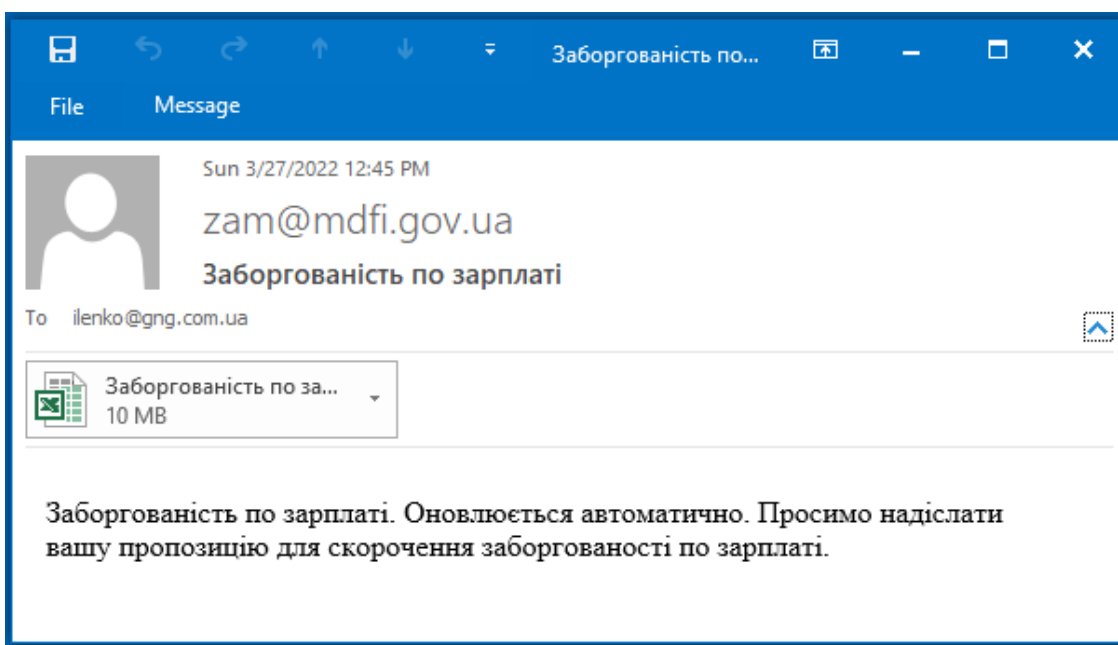 Заборгованість по...
File Message
Sun 3/27/2022 12:45 PM
zam@mdfi.gov.ua
Заборгованість по зарплаті
To ilenko@gng.com.ua
Заборгованість по за...
10 MB
Заборгованість по зарплаті. Оновлюється автоматично. Просимо надіслати
вашу пропозицію для скорочення заборгованості по зарплаті.